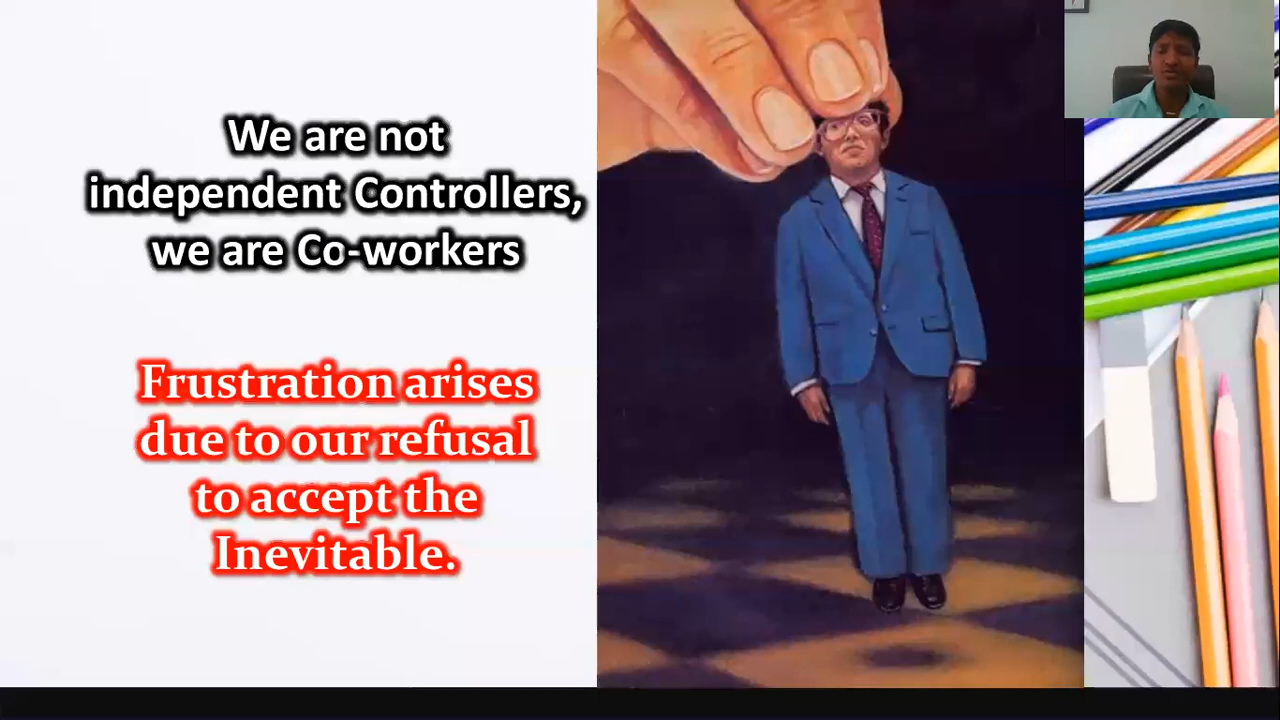 We are not
independent Controllers,
we are Co-workers
Frustration arises
due to our refusal
to accept the
Inevitable.